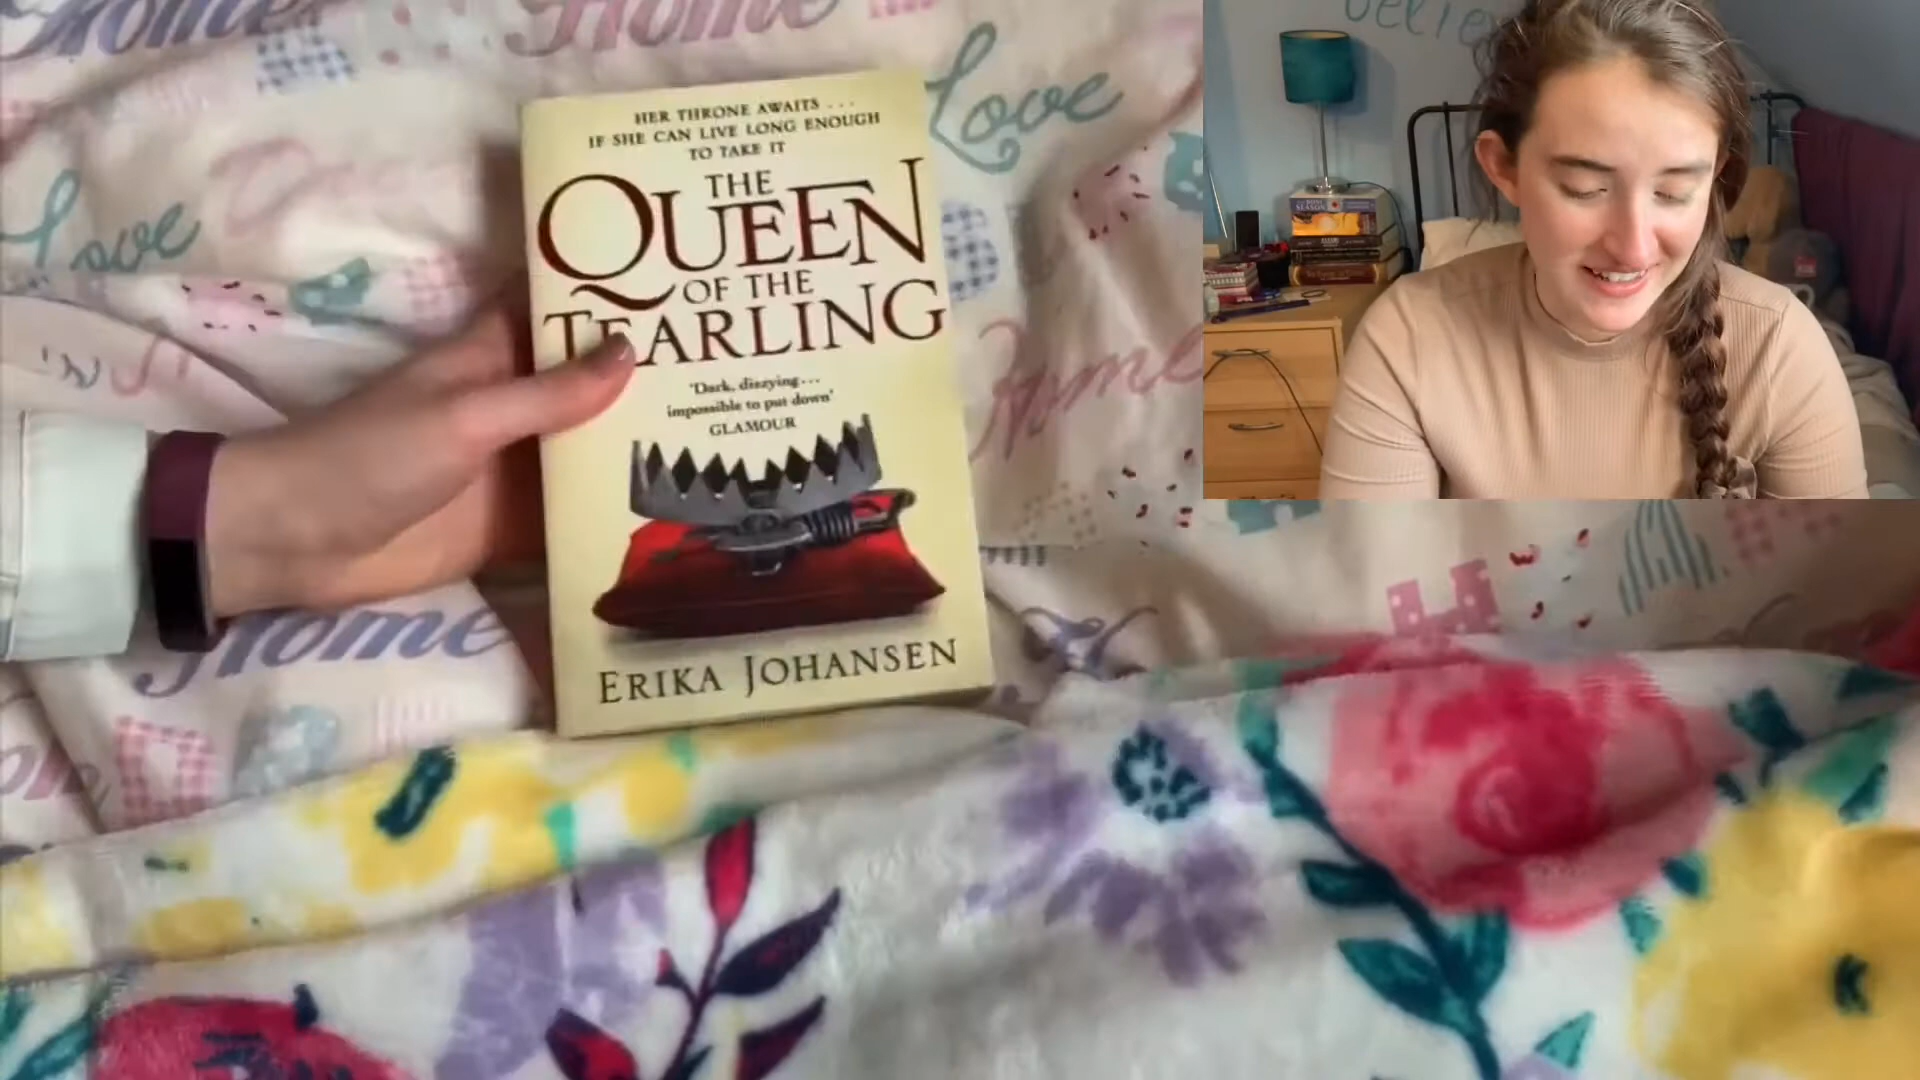 Home
Home
Love
Love
Home
Home
HER THRONE AWAITS . . .
IF SHE CAN LIVE LONG ENOUGH
TO TAKE IT
THE
QUEEN
OF THE
TEARLING
'Dark, dizzying...
impossible to put down'
GLAMOUR
ERIKA JOHANSEN